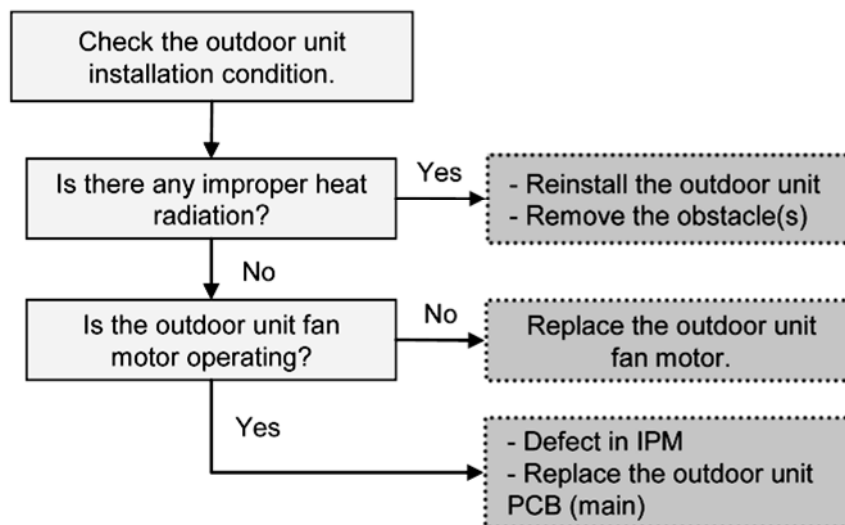 Check the outdoor unit
installation condition.
Is there any improper heat
radiation?
Yes
- Reinstall the outdoor unit
- Remove the obstacle(s)
No
Is the outdoor unit fan
motor operating?
No
Replace the outdoor unit
fan motor.
Yes
- Defect in IPM
- Replace the outdoor unit
PCB (main)